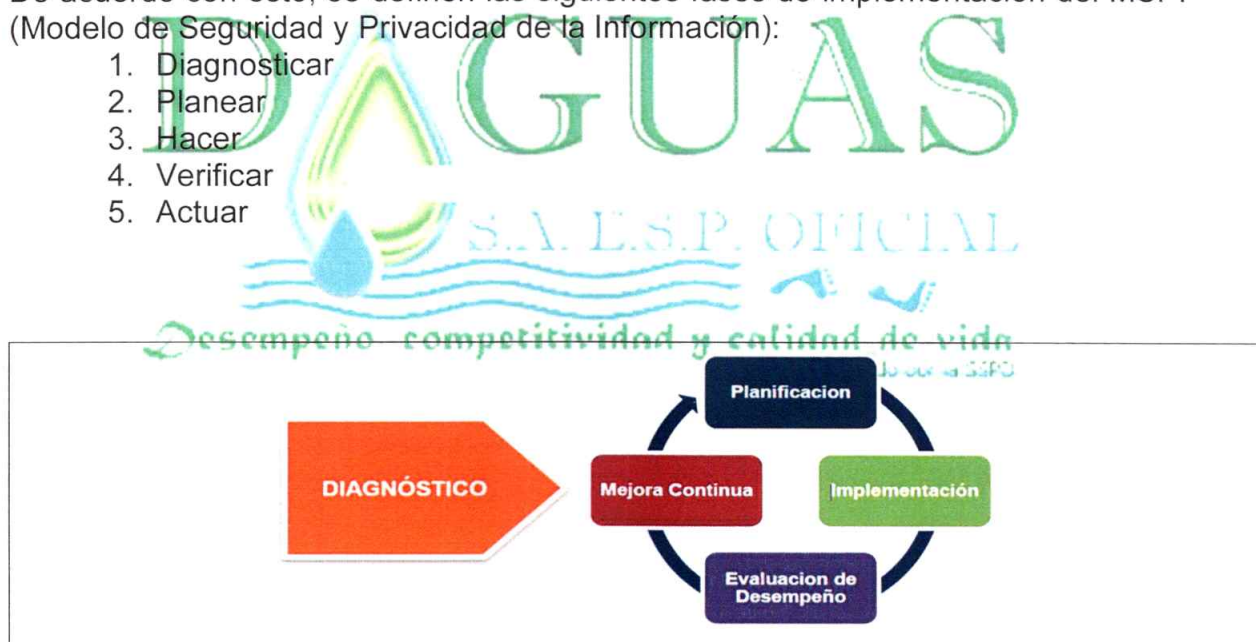 (Modelo de Seguridad y Privacidad de la Información):
1. Diagnosticar
2. Planear
3. Hacer
4. Verificar
5. Actuar
DAGUAS
S.A. E.S.P. OFICIAL
Desempeño competitividad y calidad de vida
Planificacion
DIAGNÓSTICO
Mejora Continua
Implementación
Evaluacion de
Desempeño